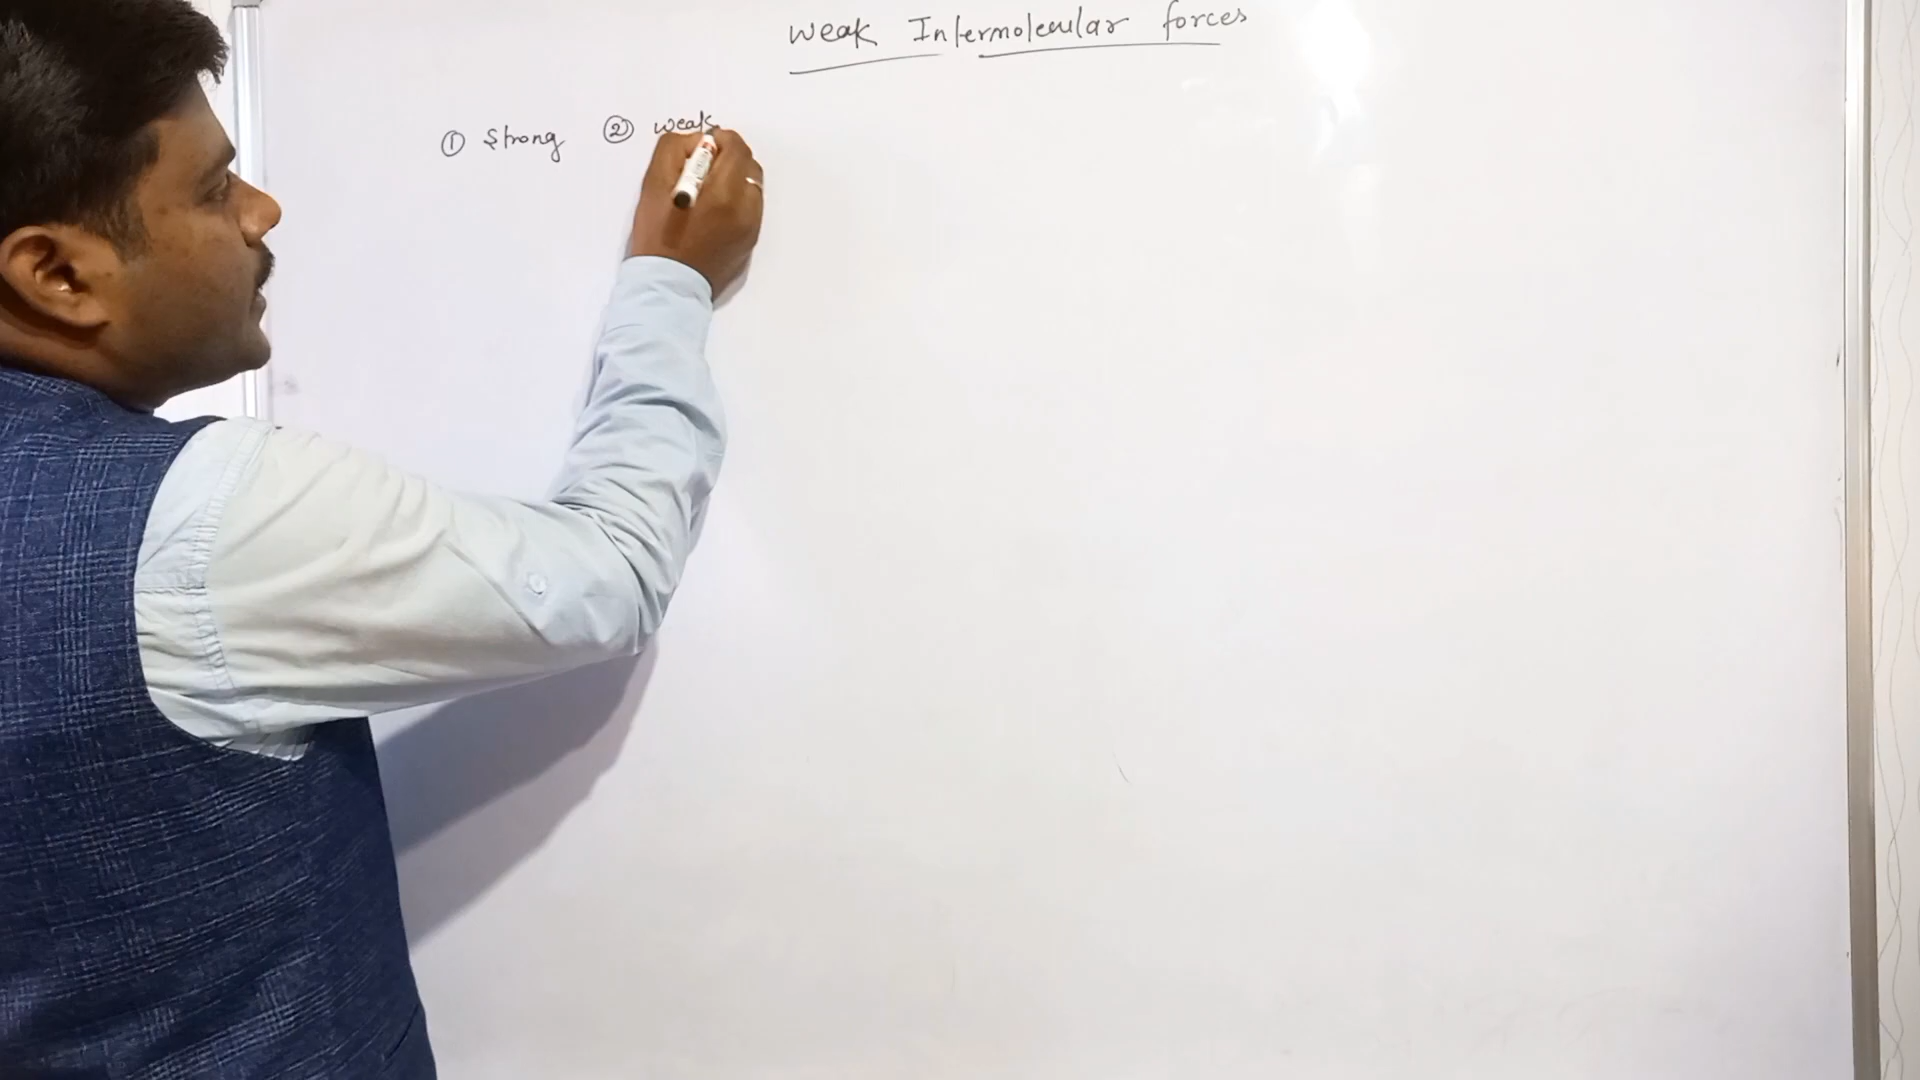 Weak Intermolecular forces
① Strong ② Weak